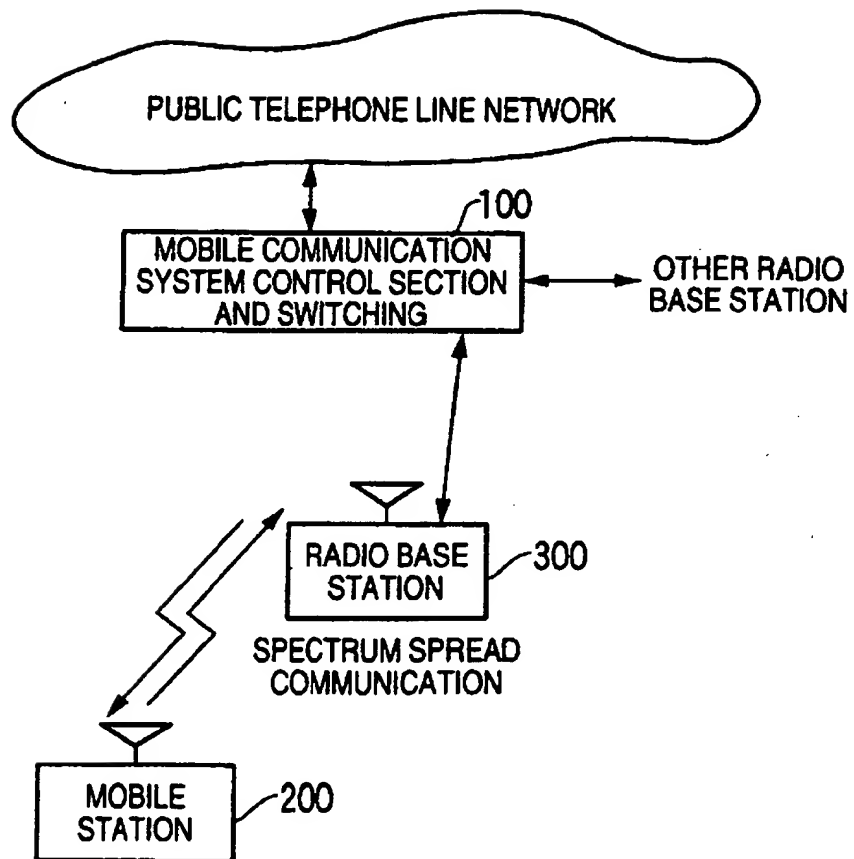 PUBLIC TELEPHONE LINE NETWORK
100
MOBILE COMMUNICATION
SYSTEM CONTROL SECTION
AND SWITCHING
OTHER RADIO
BASE STATION
RADIO BASE
STATION
300
SPECTRUM SPREAD
COMMUNICATION
MOBILE
STATION
200